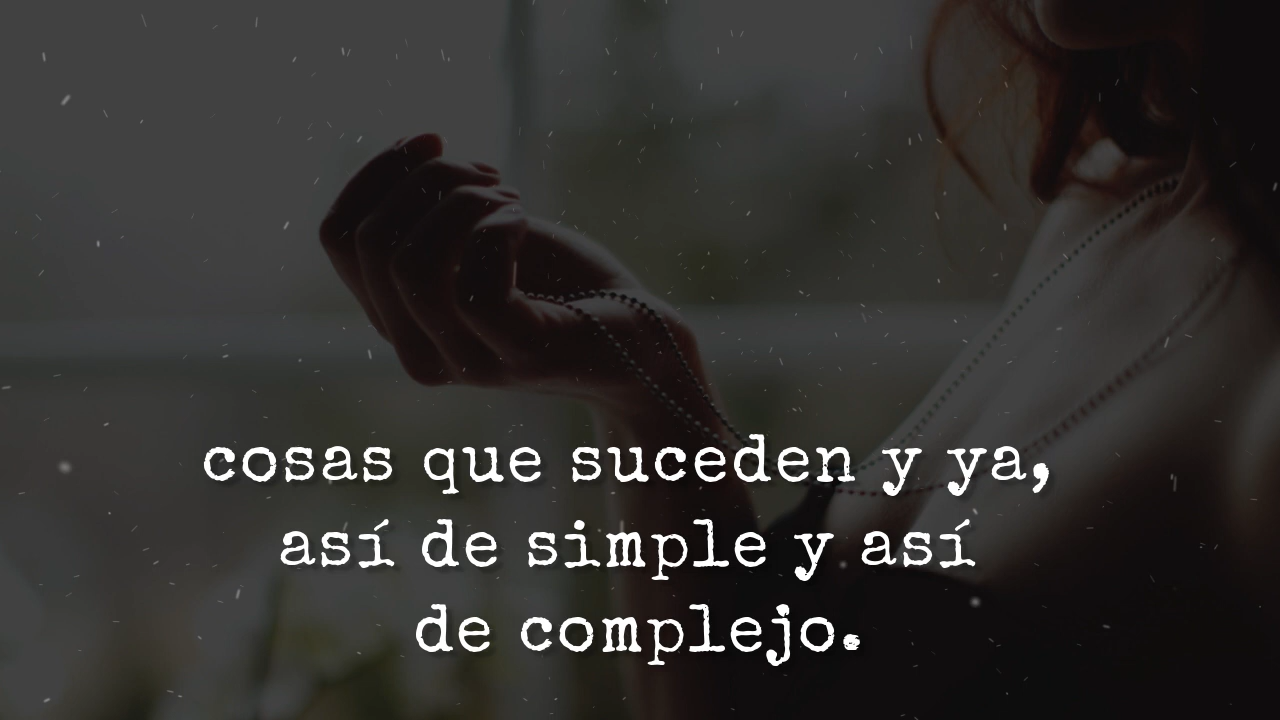 cosas que suceden y ya,
así de simple y así
de complejo.